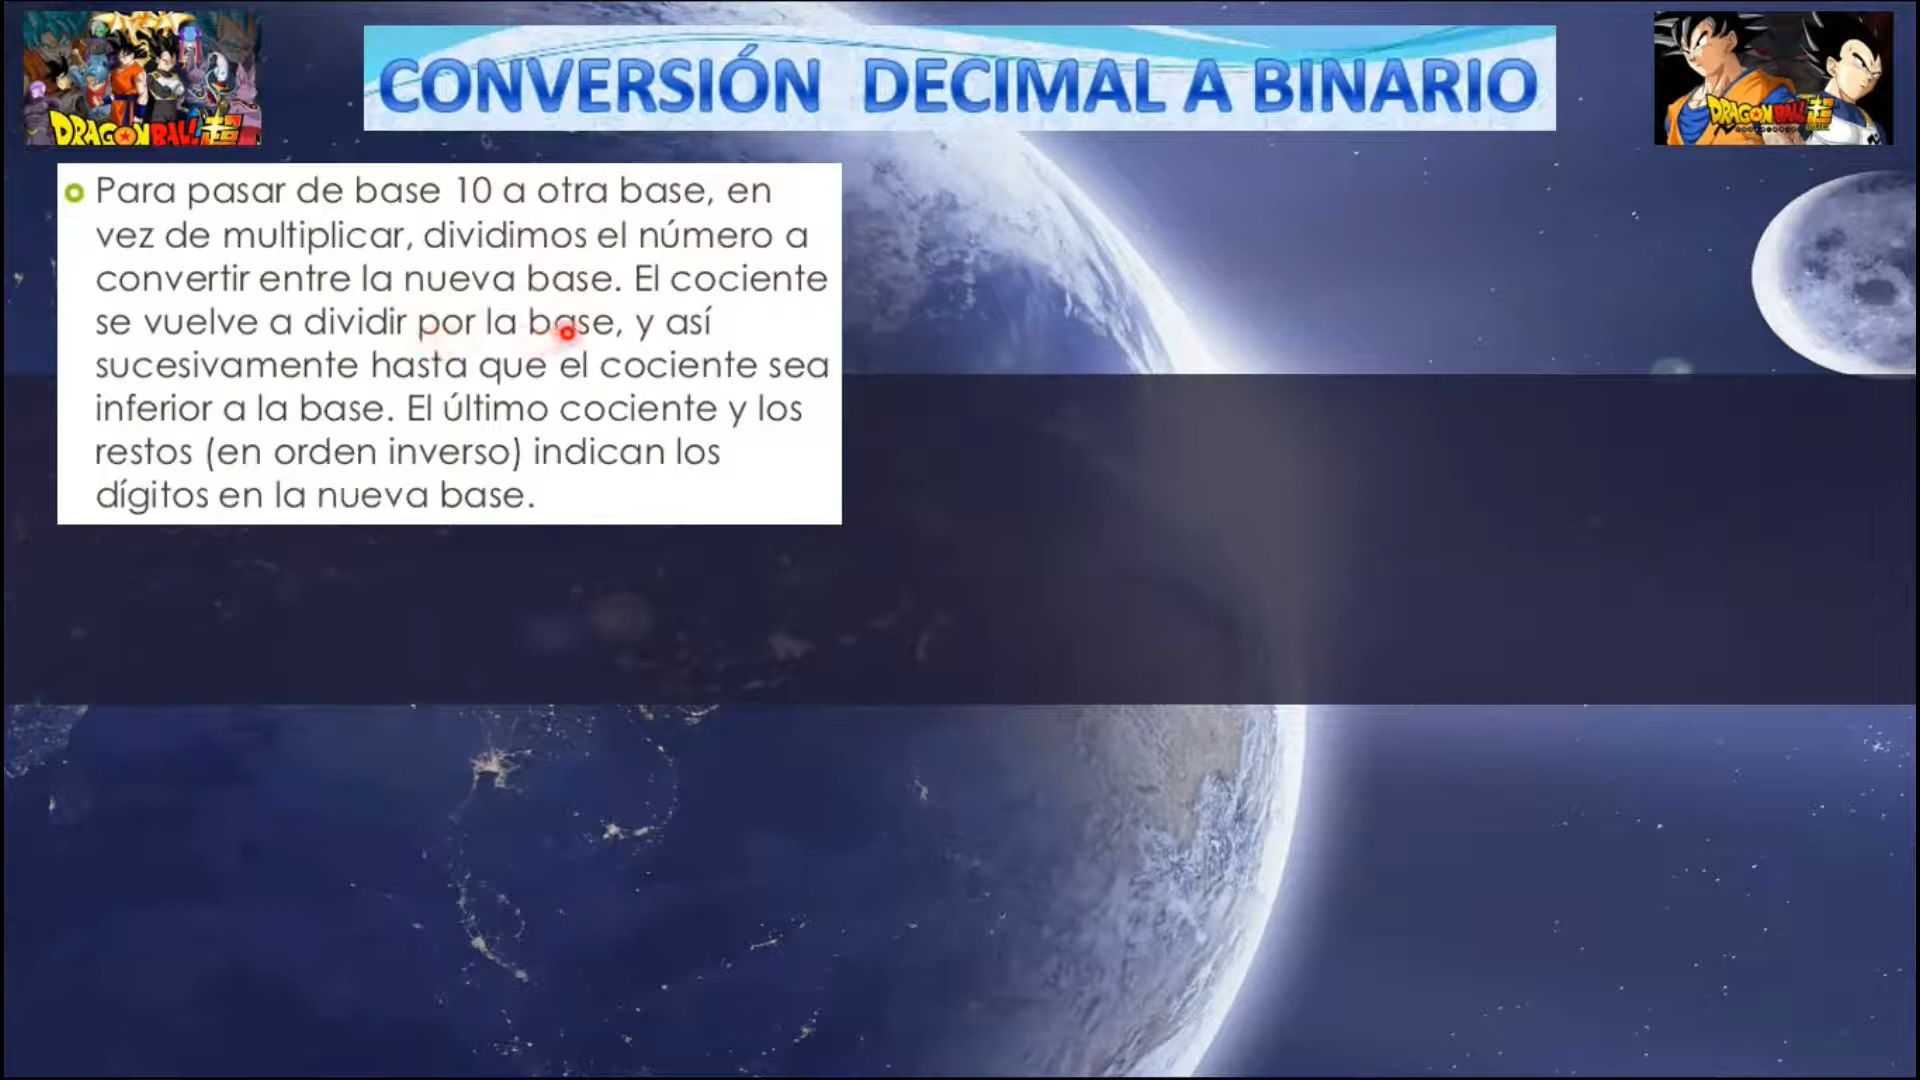 DRAGON BALL 超
CONVERSIÓN DECIMAL A BINARIO
DRAGON BALL 超
Para pasar de base 10 a otra base, en
vez de multiplicar, dividimos el número a
convertir entre la nueva base. El cociente
se vuelve a dividir por la base, y así
sucesivamente hasta que el cociente sea
inferior a la base. El último cociente y los
restos (en orden inverso) indican los
dígitos en la nueva base.